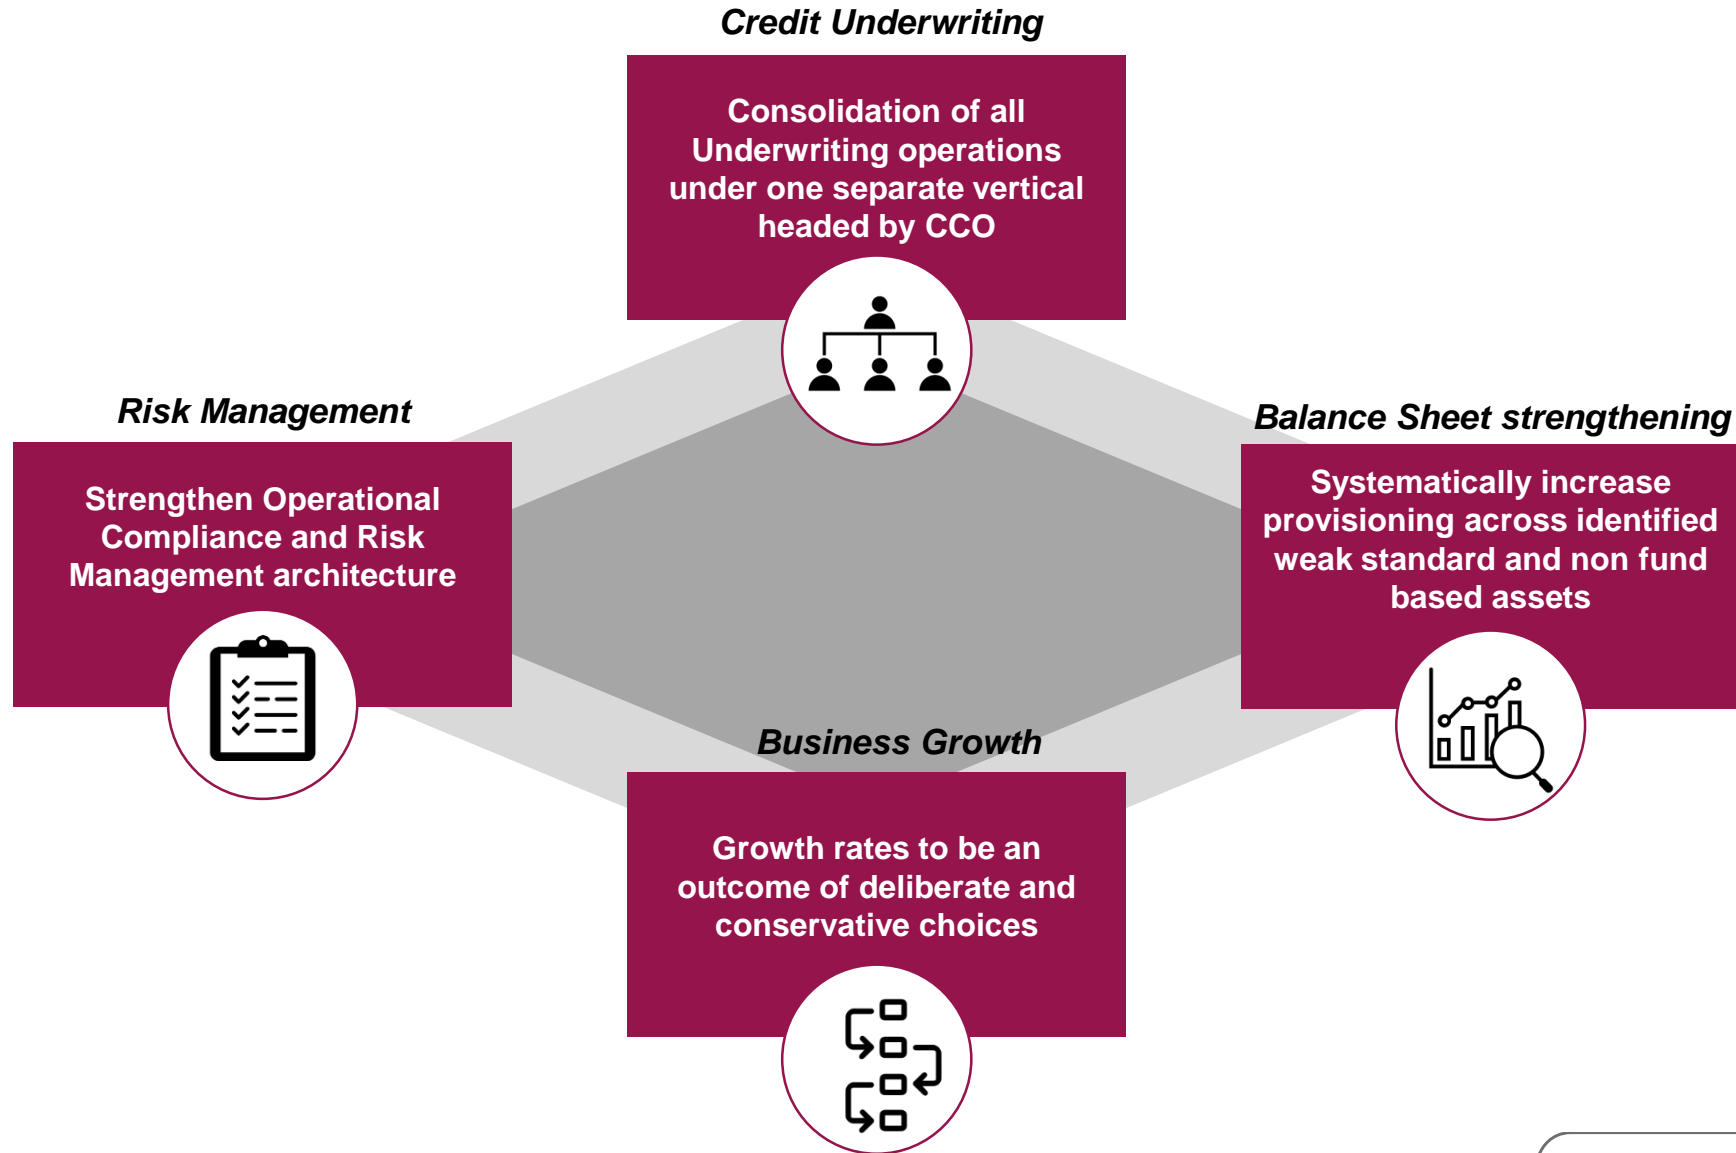 Credit Underwriting
Consolidation of all
Underwriting operations
under one separate vertical
headed by CCO
Risk Management
Strengthen Operational
Compliance and Risk
Management architecture
Balance Sheet strengthening
Systematically increase
provisioning across identified
weak standard and non fund
based assets
Business Growth
Growth rates to be an
outcome of deliberate and
conservative choices